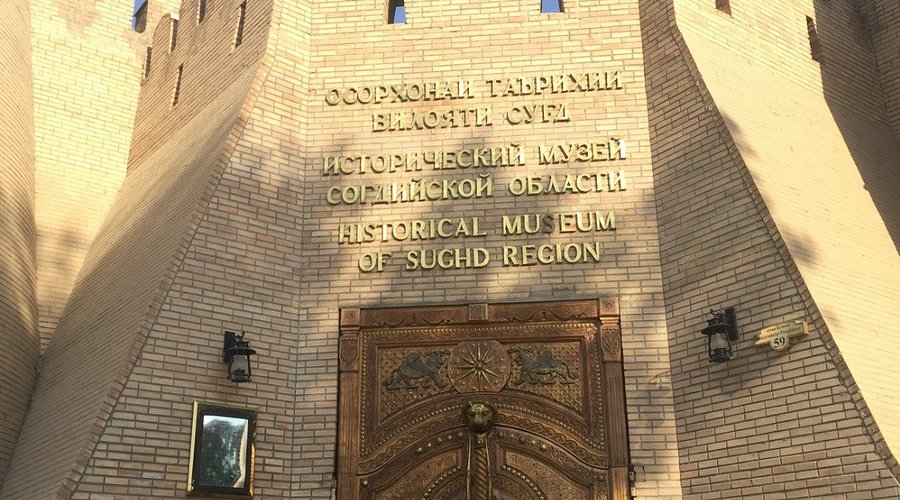 ОСОРХОНАИ ТАЪРИХИИ
ВИЛОЯТИ СУҒД
ИСТОРИЧЕСКИЙ МУЗЕЙ
СОГДИЙСКОЙ ОБЛАСТИ
HISTORICAL MUSEUM
OF SUGHD REGION
59